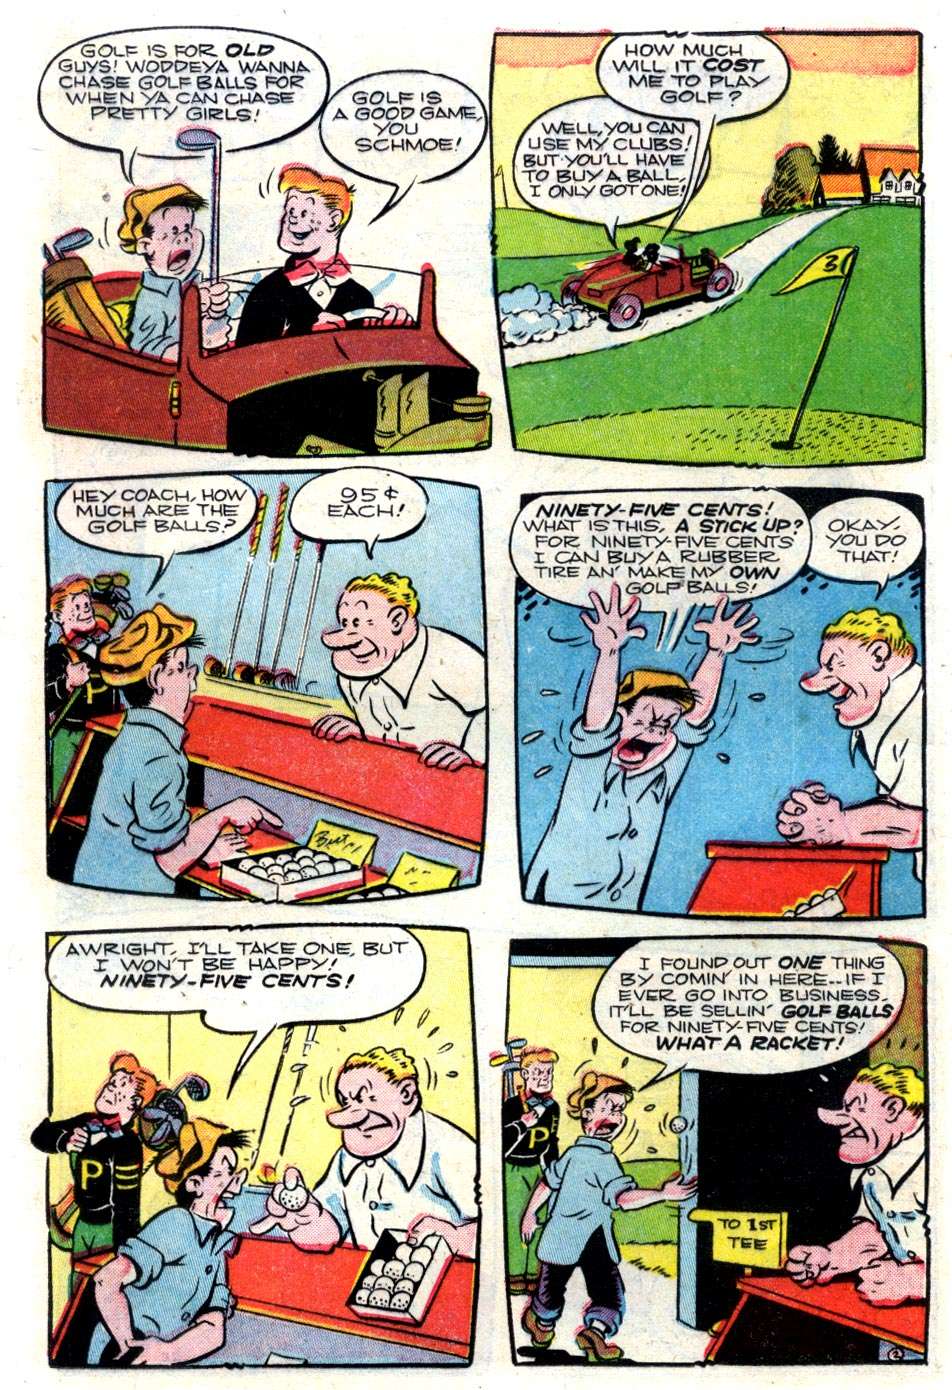 GOLF IS FOR OLD
GUYS! WODDEYA WANNA
CHASE GOLF BALLS FOR
WHEN YA CAN CHASE
PRETTY GIRLS!
GOLF IS
A GOOD GAME,
YOU
SCHMOE!
HOW MUCH
WILL IT COST
ME TO PLAY
GOLF?
WELL, YOU CAN
USE MY CLUBS!
BUT YOU'LL HAVE
TO BUY A BALL,
I ONLY GOT ONE!
3
HEY COACH, HOW
MUCH ARE THE
GOLF BALLS?
95¢
EACH!
P
NINETY-FIVE CENTS!
WHAT IS THIS, A STICK UP?
FOR NINETY-FIVE CENTS
I CAN BUY A RUBBER
TIRE AN' MAKE MY OWN
GOLF BALLS!
OKAY,
YOU DO
THAT!
AWRIGHT, I'LL TAKE ONE, BUT
I WON'T BE HAPPY!
NINETY-FIVE CENTS!
P
I FOUND OUT ONE THING
BY COMIN' IN HERE--IF I
EVER GO INTO BUSINESS,
IT'LL BE SELLIN' GOLF BALLS
FOR NINETY-FIVE CENTS!
WHAT A RACKET!
P
TO 1ST
TEE
2